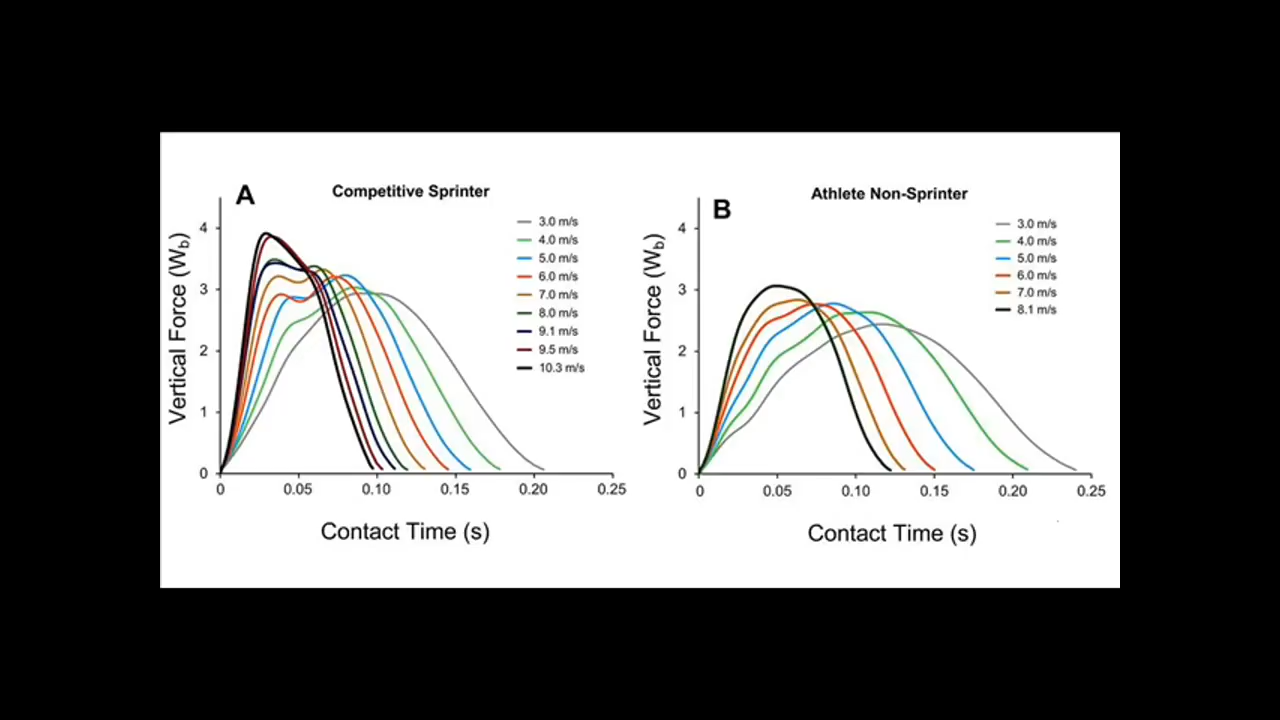 A
Competitive Sprinter
Vertical Force (Wb)
4
3
2
1
0
0 0.05 0.10 0.15 0.20 0.25
Contact Time (s)
3.0 m/s
4.0 m/s
5.0 m/s
6.0 m/s
7.0 m/s
8.0 m/s
9.1 m/s
9.5 m/s
10.3 m/s
B
Athlete Non-Sprinter
Vertical Force (Wb)
4
3
2
1
0
0 0.05 0.10 0.15 0.20 0.25
Contact Time (s)
3.0 m/s
4.0 m/s
5.0 m/s
6.0 m/s
7.0 m/s
8.1 m/s